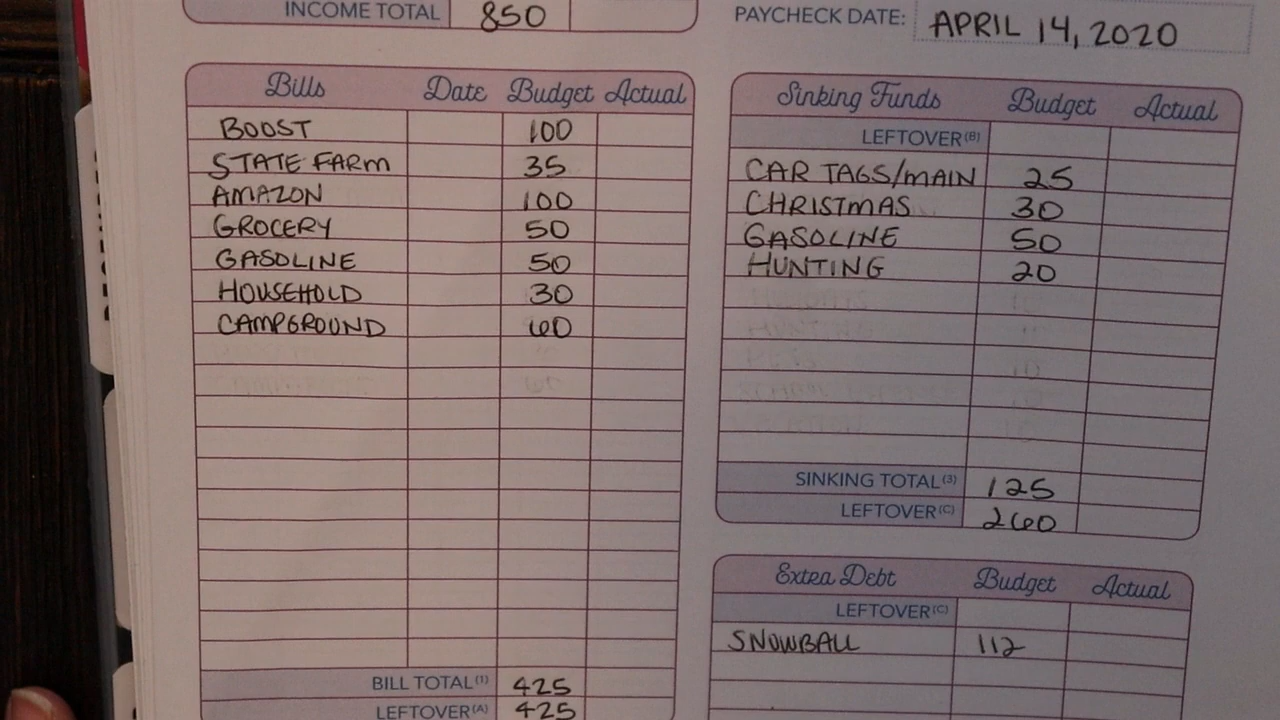 INCOME TOTAL 850
PAYCHECK DATE: APRIL 14, 2020
Bills Date Budget Actual
BOOST 100
STATE FARM 35
AMAZON 100
GROCERY 50
GASOLINE 50
HOUSEHOLD 30
CAMPGROUND 60
BILL TOTAL(1) 425
LEFTOVER(A) 425
Sinking Funds Budget Actual
LEFTOVER(B)
CAR TAGS/MAIN 25
CHRISTMAS 30
GASOLINE 50
HUNTING 20
SINKING TOTAL(3) 125
LEFTOVER(C) 260
Extra Debt Budget Actual
LEFTOVER(C)
SNOWBALL 112